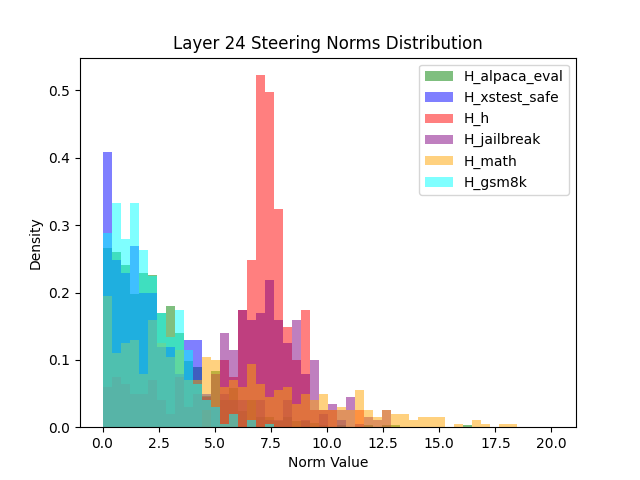 Layer 24 Steering Norms Distribution
H_alpaca_eval
H_xstest_safe
H_h
H_jailbreak
H_math
H_gsm8k
Density
0.5
0.4
0.3
0.2
0.1
0.0
0.0 2.5 5.0 7.5 10.0 12.5 15.0 17.5 20.0
Norm Value